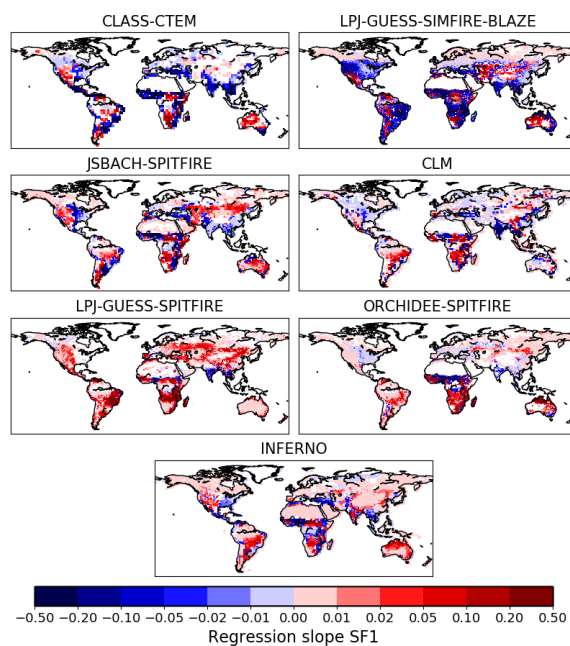 CLASS-CTEM
LPJ-GUESS-SIMFIRE-BLAZE
JSBACH-SPITFIRE
CLM
LPJ-GUESS-SPITFIRE
ORCHIDEE-SPITFIRE
INFERNO
−0.50 −0.20 −0.10 −0.05 −0.02 −0.01 0.00 0.01 0.02 0.05 0.10 0.20 0.50
Regression slope SF1